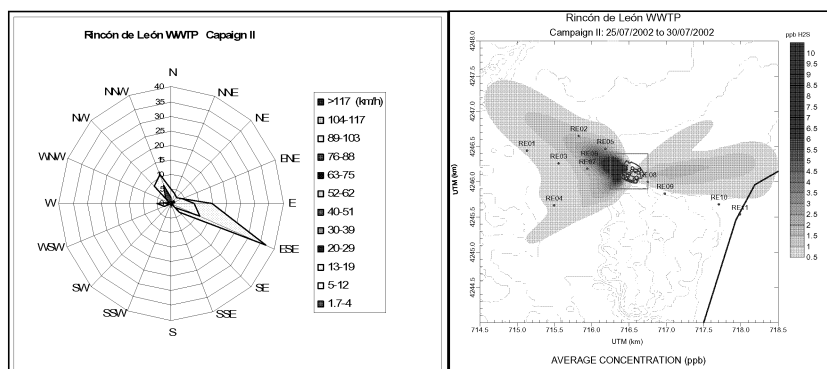 Rincón de León WWTP Capaign II
N
NNE
NE
ENE
E
ESE
SE
SSE
S
SSW
SW
WSW
W
WNW
NW
NNW
40
35
30
25
20
15
10
5
0
>117 (km/h)
104-117
89-103
76-88
63-75
52-62
40-51
30-39
20-29
13-19
5-12
1.7-4
Rincón de León WWTP
Campaign II: 25/07/2002 to 30/07/2002
ppb H2S
UTM (km)
4248.0
4247.5
4247.0
4246.5
4246.0
4245.5
4245.0
4244.5
RE01
RE02
RE03
RE04
RE05
RE06
RE07
RE08
RE09
RE10
RE11
10
9.5
9
8.5
8
7.5
7
6.5
6
5.5
5
4.5
4
3.5
3
2.5
2
1.5
1
0.5
714.5 715.0 715.5 716.0 716.5 717.0 717.5 718.0 718.5
UTM (km)
AVERAGE CONCENTRATION (ppb)